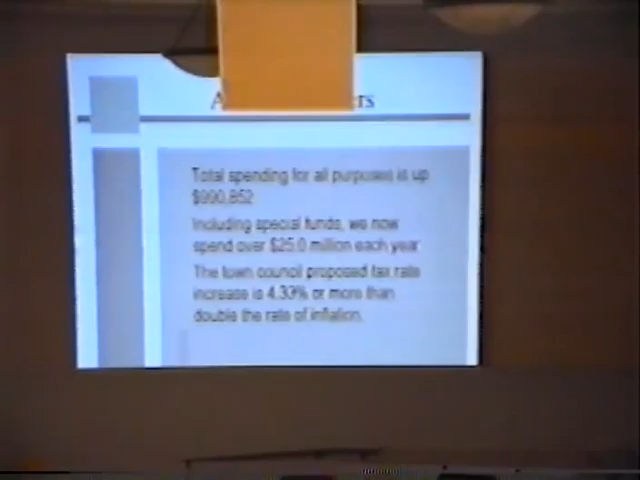 Total spending for all purposes is up
$990,852
Including special funds, we now
spend over $25.0 million each year
The town council proposed tax rate
increase is 4.33% or more than
double the rate of inflation.